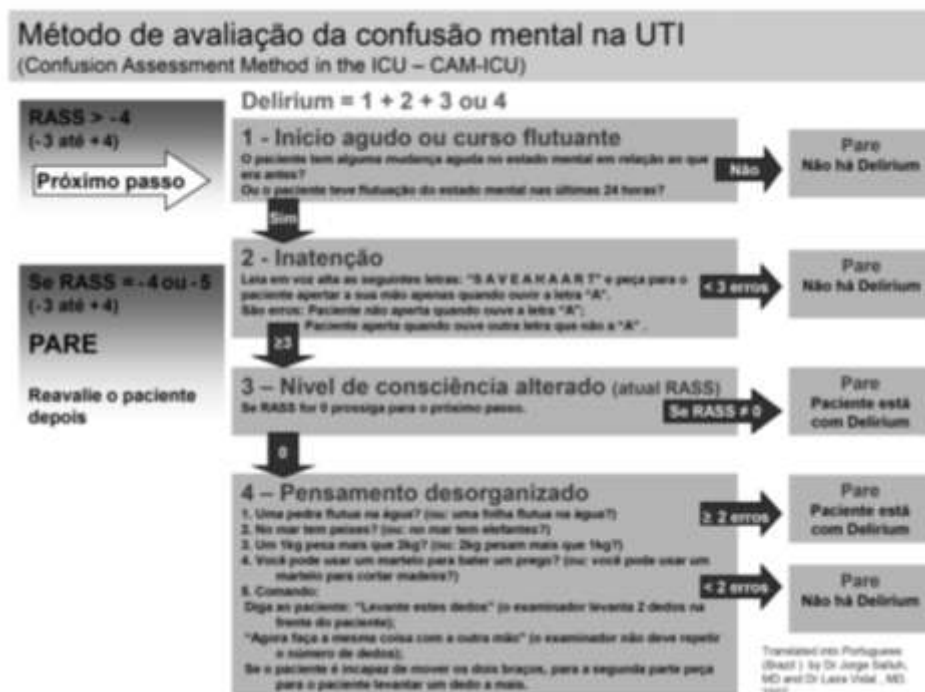 Método de avaliação da confusão mental na UTI
(Confusion Assessment Method in the ICU – CAM-ICU)
RASS > -4
(-3 até +4)
Próximo passo
Delirium = 1 + 2 + 3 ou 4
1 - Início agudo ou curso flutuante
O paciente tem alguma mudança aguda no estado mental em relação ao que
era antes?
Ou o paciente teve flutuação do estado mental nas últimas 24 horas?
Não
Pare
Não há Delirium
Sim
Se RASS = -4 ou -5
(-3 até +4)
PARE
Reavalie o paciente
depois
2 - Inatenção
Leia em voz alta as seguintes letras: "S A V E A H A A R T" e peça para o
paciente apertar a sua mão apenas quando ouvir a letra "A".
São erros: Paciente não aperta quando ouve a letra "A";
Paciente aperta quando ouve outra letra que não a "A" .
< 3 erros
Pare
Não há Delirium
≥3
3 – Nível de consciência alterado (atual RASS)
Se RASS for 0 prossiga para o próximo passo.
Se RASS ≠ 0
Pare
Paciente está
com Delirium
0
4 – Pensamento desorganizado
1. Uma pedra flutua na água? (ou: uma folha flutua na água?)
2. No mar tem peixes? (ou: no mar tem elefantes?)
3. Um 1kg pesa mais que 2kg? (ou: 2kg pesam mais que 1kg?)
4. Você pode usar um martelo para bater um prego? (ou: você pode usar um
martelo para cortar madeira?)
5. Comando:
Diga ao paciente: "Levante estes dedos" (o examinador levanta 2 dedos na
frente do paciente);
"Agora faça a mesma coisa com a outra mão" (o examinador não deve repetir
o número de dedos);
Se o paciente é incapaz de mover os dois braços, para a segunda parte peça
para o paciente levantar um dedo a mais.
≥ 2 erros
Pare
Paciente está
com Delirium
< 2 erros
Pare
Não há Delirium
Translated into Portuguese
(Brazil ) by Dr Jorge Salluh,
MD and Dr Vidal , MD.